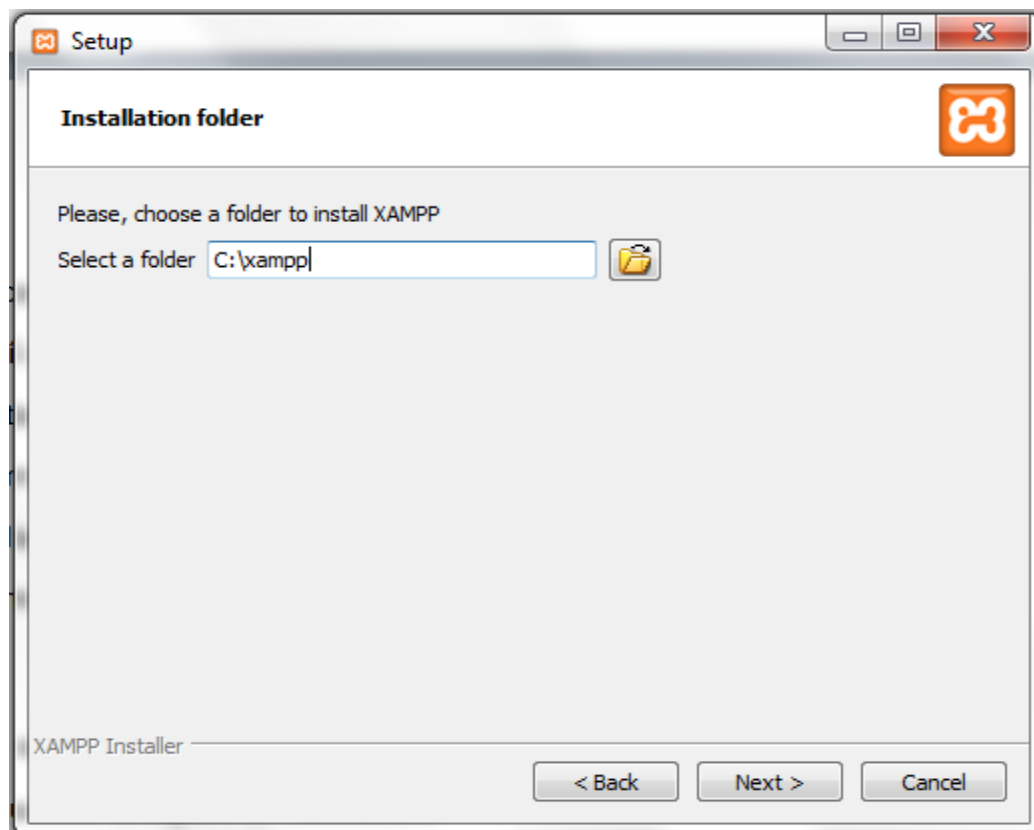 Setup
Installation folder
Please, choose a folder to install XAMPP
Select a folder C:\xampp
XAMPP Installer
< Back Next > Cancel